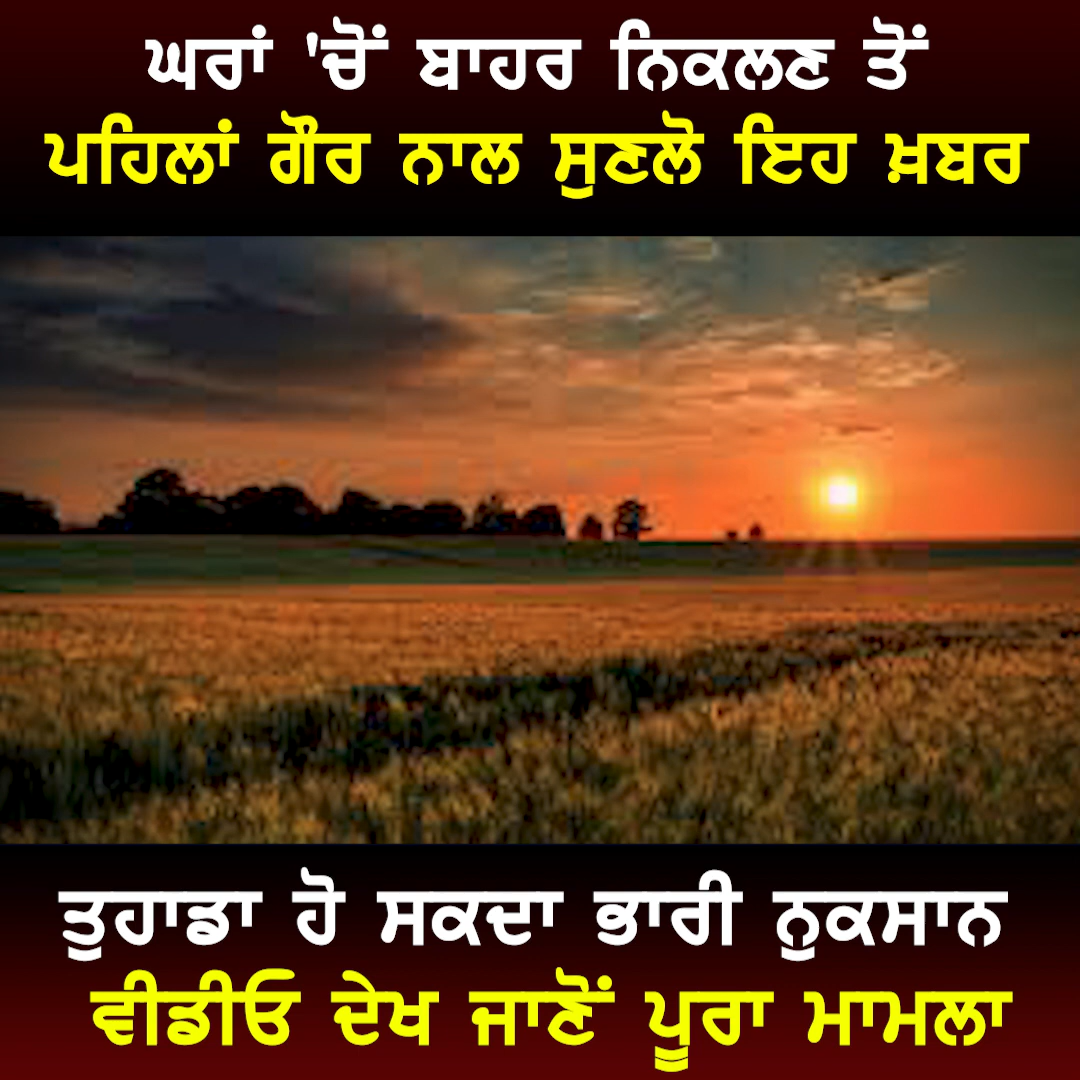 ਘਰਾਂ 'ਚੋਂ ਬਾਹਰ ਨਿਕਲਣ ਤੋਂ
ਪਹਿਲਾਂ ਗੌਰ ਨਾਲ ਸੁਣਲੋ ਇਹ ਖ਼ਬਰ
ਤੁਹਾਡਾ ਹੋ ਸਕਦਾ ਭਾਰੀ ਨੁਕਸਾਨ
ਵੀਡੀਓ ਦੇਖ ਜਾਣੋਂ ਪੂਰਾ ਮਾਮਲਾ